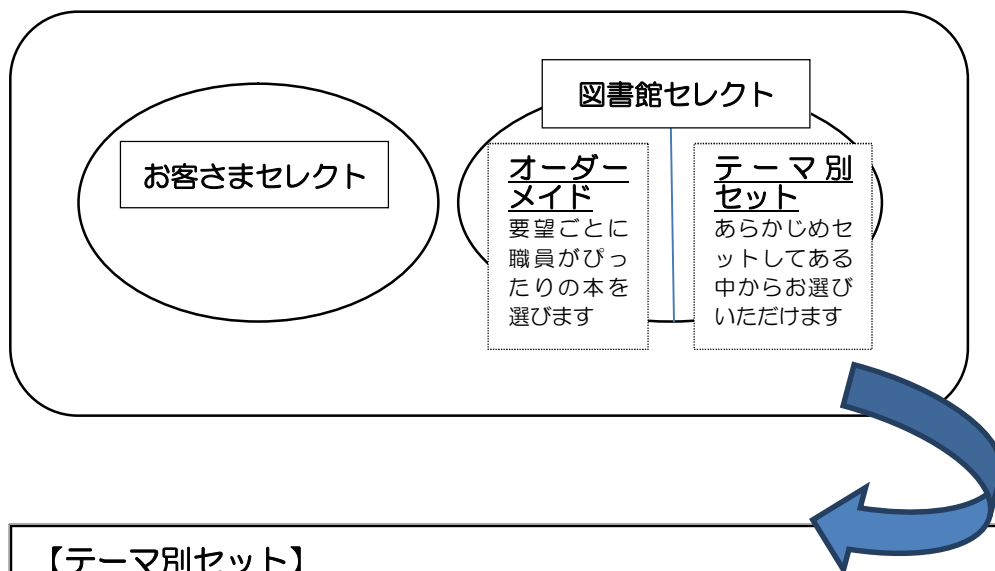 図書館セレクト
お客さまセレクト
オーダー
メイド
要望ごとに
職員がぴっ
たりの本を
選びます
テーマ別
セット
あらかじめセ
ットしてある
中からお選び
いただけます
【テーマ別セット】